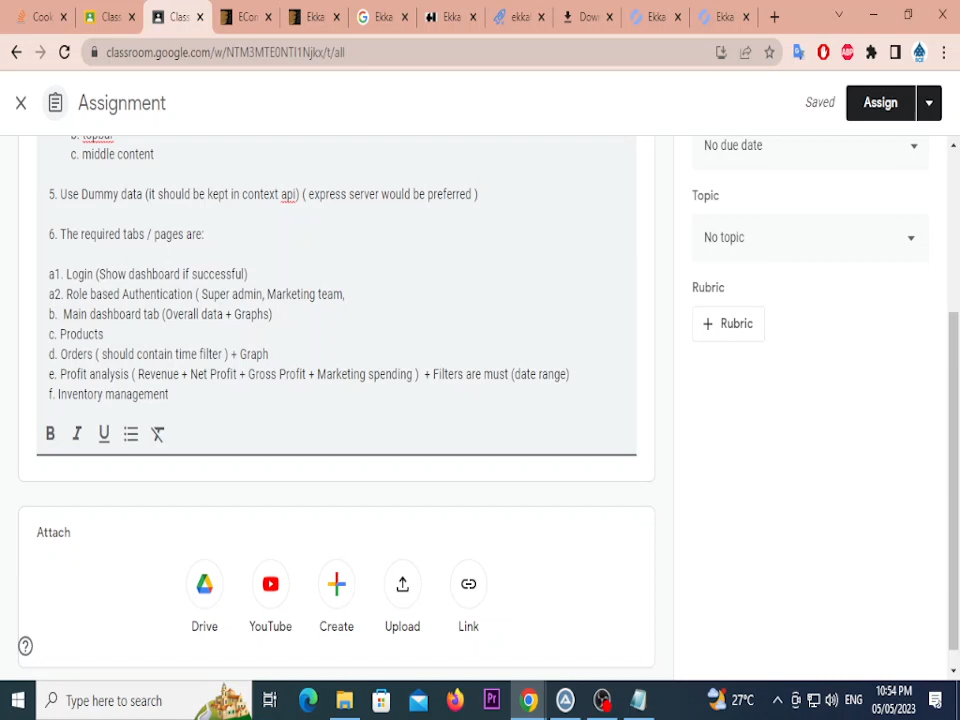 Cook
Class
Class
ECon
Ekka
Ekka
Ekka
ekka
Dow
Ekka
Ekka
classroom.google.com/w/NTM3MTE0NTI1Njkx/t/all
Assignment
Saved
Assign
c. middle content
5. Use Dummy data (it should be kept in context api) ( express server would be preferred )
6. The required tabs / pages are:
a1. Login (Show dashboard if successful)
a2. Role based Authentication ( Super admin, Marketing team,
b.  Main dashboard tab (Overall data + Graphs)
c. Products
d. Orders ( should contain time filter ) + Graph
e. Profit analysis ( Revenue + Net Profit + Gross Profit + Marketing spending )  + Filters are must (date range)
f. Inventory management
B I U
Attach
Drive YouTube Create Upload Link
No due date
Topic
No topic
Rubric
+ Rubric
Type here to search
27°C
ENG
10:54 PM
05/05/2023